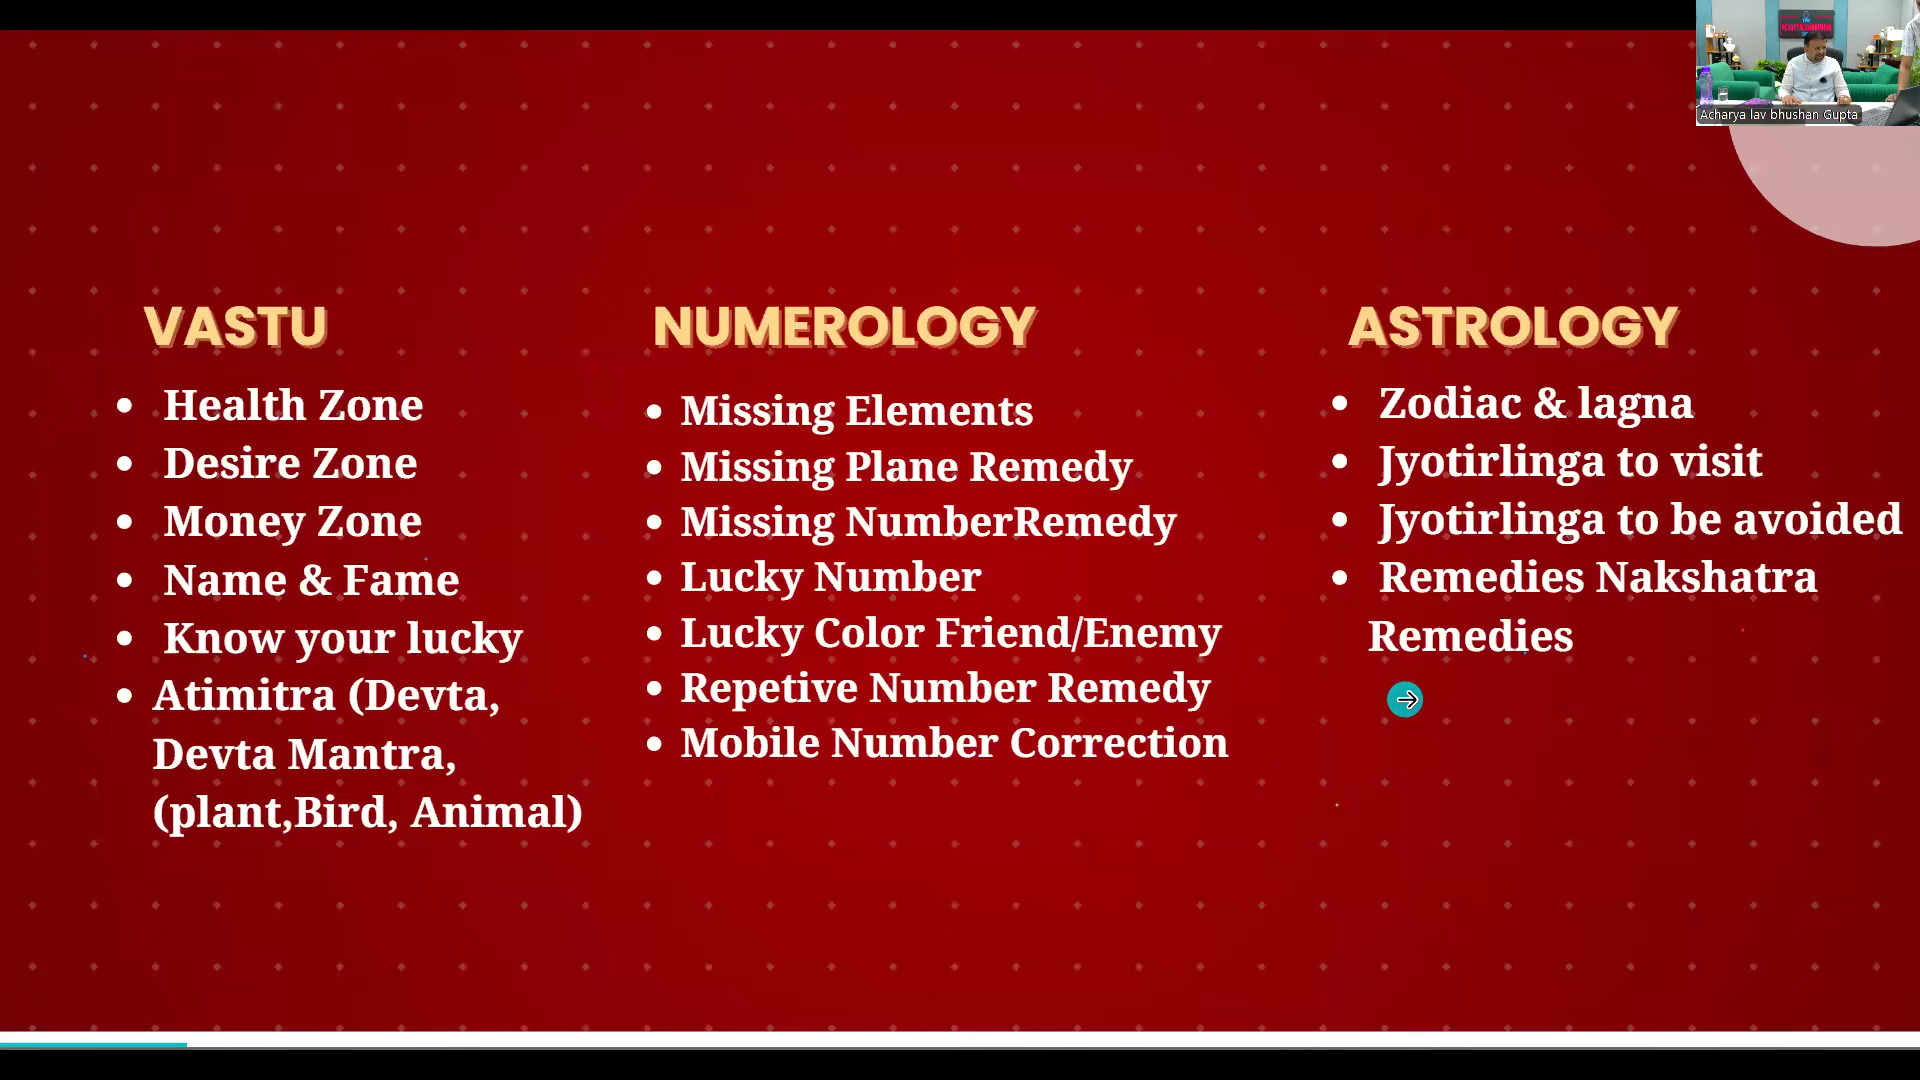 Acharya lav bhushan Gupta
VASTU
Health Zone
Desire Zone
Money Zone
Name & Fame
Know your lucky
Atimitra (Devta,
Devta Mantra,
(plant,Bird, Animal)
NUMEROLOGY
Missing Elements
Missing Plane Remedy
Missing NumberRemedy
Lucky Number
Lucky Color Friend/Enemy
Repetive Number Remedy
Mobile Number Correction
ASTROLOGY
Zodiac & lagna
Jyotirlinga to visit
Jyotirlinga to be avoided
Remedies Nakshatra
Remedies